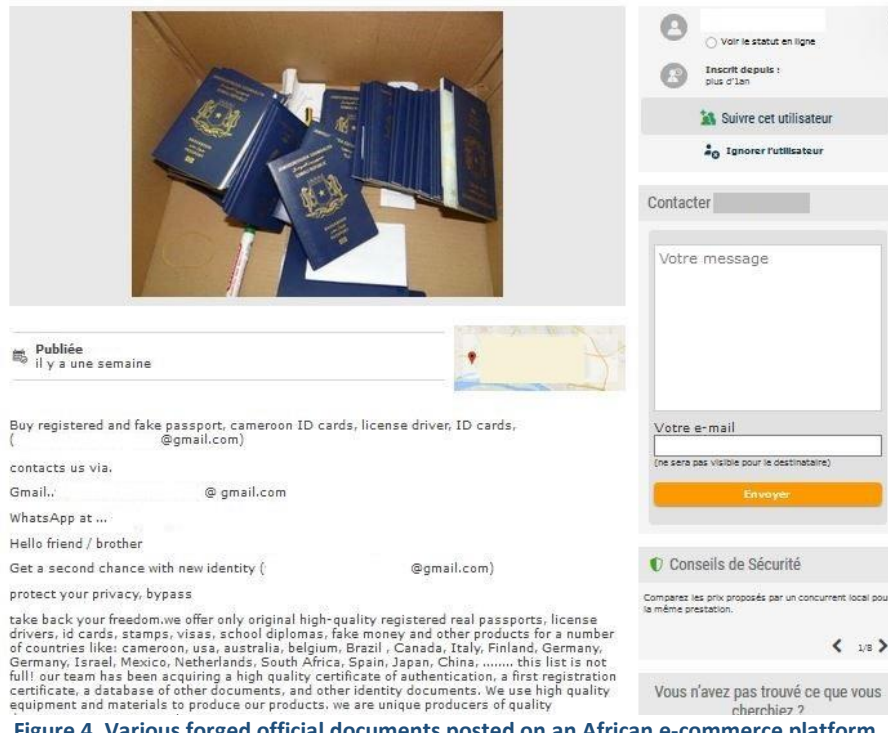 Voir le statut en ligne
Inscrit depuis :
plus d'1an
Suivre cet utilisateur
Ignorer l'utilisateur
Contacter
Votre message
Publiée
il y a une semaine
Buy registered and fake passport, cameroon ID cards, license driver, ID cards,
( @gmail.com)
contacts us via.
Gmail.. @ gmail.com
WhatsApp at ...
Hello friend / brother
Get a second chance with new identity ( @gmail.com)
protect your privacy, bypass
take back your freedom.we offer only original high-quality registered real passports, license
drivers, id cards, stamps, visas, school diplomas, fake money and other products for a number
of countries like: cameroon, usa, australia, belgium, Brazil , Canada, Italy, Finland, Germany,
Germany, Israel, Mexico, Netherlands, South Africa, Spain, Japan, China, ........ this list is not
full! our team has been acquiring a high quality certificate of authentication, a first registration
certificate, a database of other documents, and other identity documents. We use high quality
equipment and materials to produce our products. we are unique producers of quality
Votre e-mail
(ne sera pas visible pour le destinataire)
Envoyer
Conseils de Sécurité
Comparez les prix proposés par un concurrent local pou
la même prestation.
1/8
Vous n'avez pas trouvé ce que vous
cherchiez ?
Figure 4. Various forged official documents posted on an African e-commerce platform